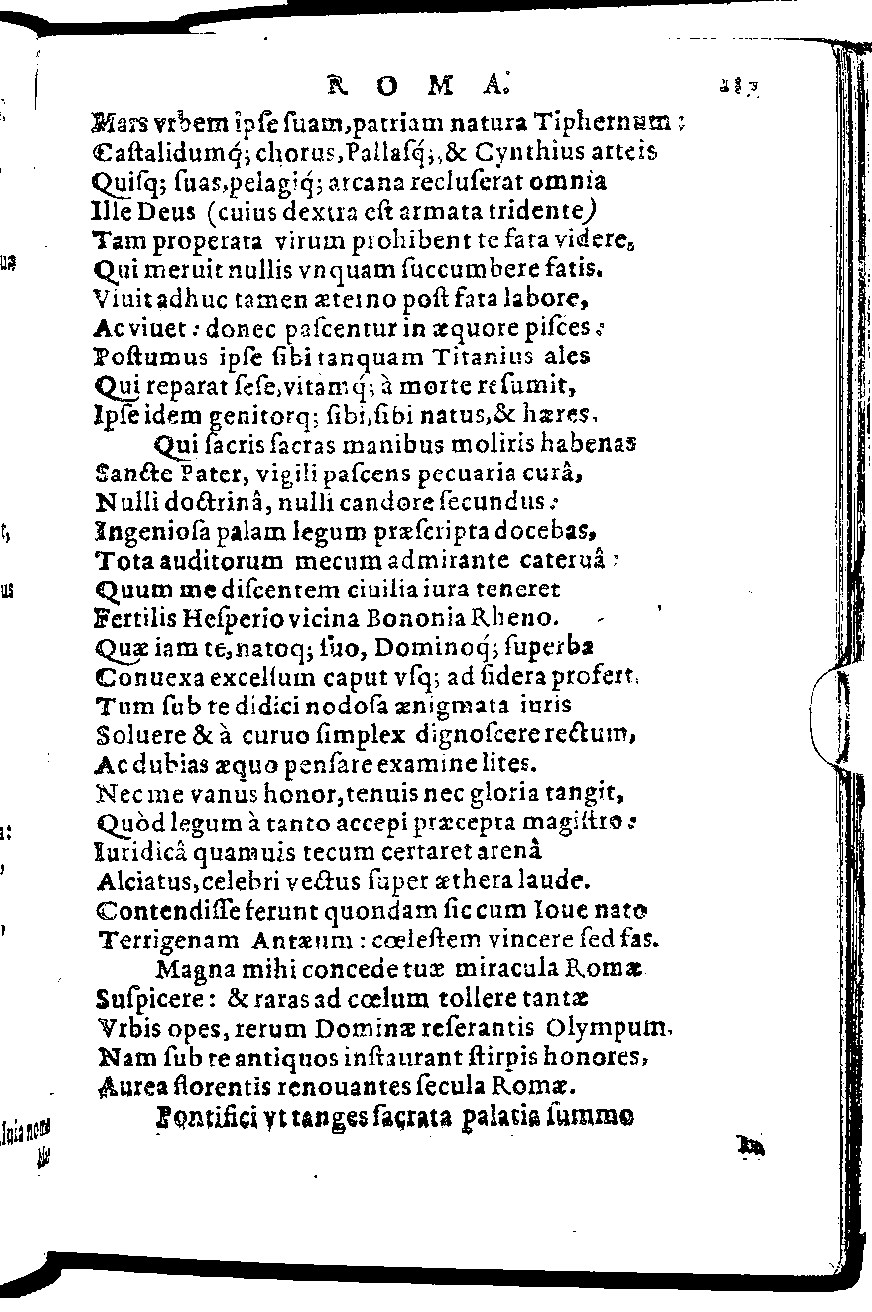 R O M A.
Mars vrbem ipſe ſuam,patriam natura Tiphernum :
Caſtalidumq́; chorus,Pallaſq́;,& Cynthius arteis
Quiſq; ſuas,pelagiq́; arcana recluſerat omnia
Ille Deus (cuius dextra eſt armata tridente)
Tam properata virum prohibent te fata videre,
Qui meruit nullis vnquam ſuccumbere fatis.
Viuit adhuc tamen æterno poſt fata labore,
Ac viuet : donec paſcentur in æquore piſces :
Poſtumus ipſe ſibi tanquam Titanius ales
Qui reparat ſeſe,vitamq́; à morte reſumit,
Ipſe idem genitorq; ſibi,ſibi natus,& hæres.
Qui ſacris ſacras manibus moliris habenas
Sancte Pater, vigili paſcens pecuaria curâ,
Nulli doctrinâ, nulli candore ſecundus :
Ingenioſa palam legum præſcripta docebas,
Tota auditorum mecum admirante cateruâ :
Quum me diſcentem ciuilia iura teneret
Fertilis Heſperio vicina Bononia Rheno.
Quæ iam te,natoq; ſuo, Dominoq́; ſuperba
Conuexa excelſum caput vſq; ad ſidera profert.
Tum ſub te didici nodoſa ænigmata iuris
Soluere & à curuo ſimplex dignoſcere rectum,
Ac dubias æquo penſare examine lites.
Nec me vanus honor,tenuis nec gloria tangit,
Quòd legum à tanto accepi præcepta magiſtro :
Iuridicâ quamuis tecum certaret arenâ
Alciatus,celebri vectus ſuper æthera laude.
Contendiſſe ferunt quondam ſic cum Ioue nato
Terrigenam Antæum : cœleſtem vincere ſed fas.
Magna mihi concede tuæ miracula Romæ
Suſpicere : & raras ad cœlum tollere tantæ
Vrbis opes, rerum Dominæ reſerantis Olympum.
Nam ſub te antiquos inſtaurant ſtirpis honores,
Aurea florentis renouantes ſecula Romæ.
Pontifici vt tanges ſacrata palatia ſummo